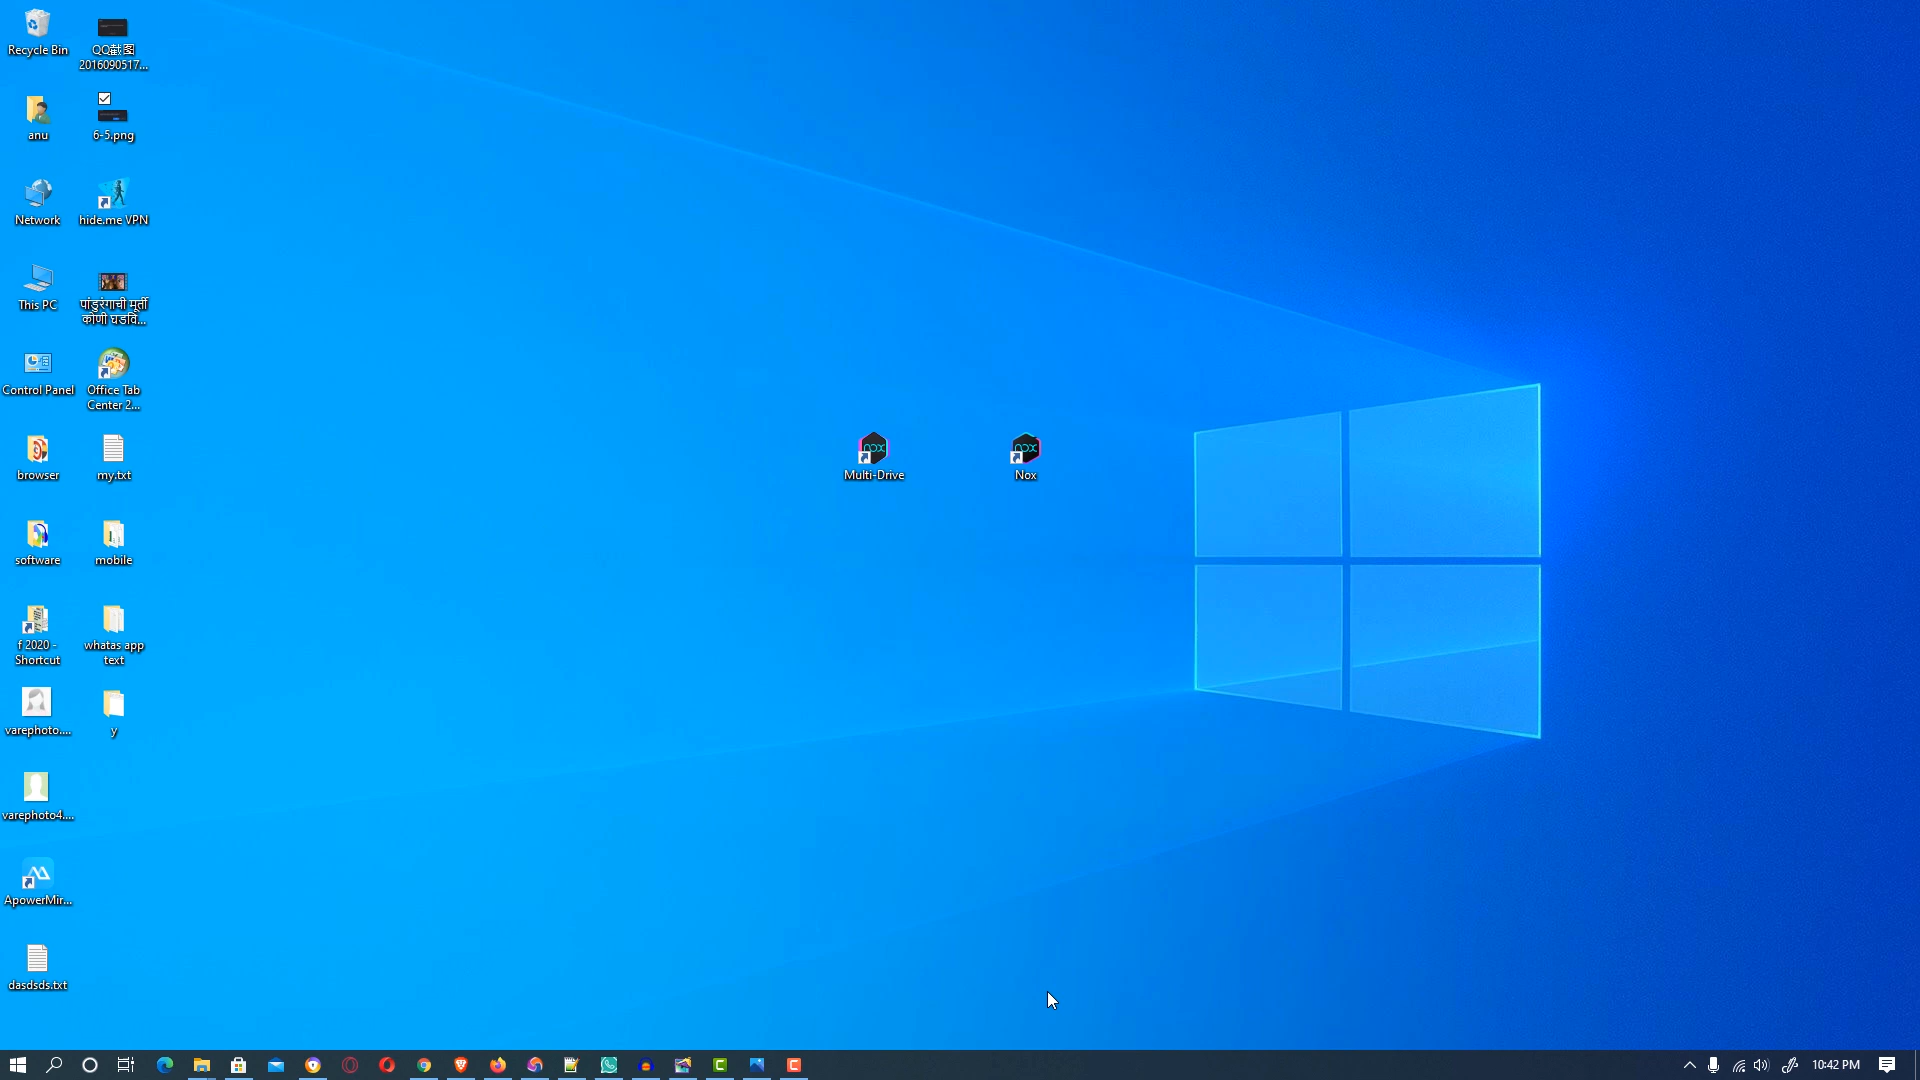 Recycle Bin
QQ截图
2016090517...
anu
6-5.png
Network
hide.me VPN
This PC
पांडुरंगाची मूर्ती
कोणी घडवि...
Control Panel
Office Tab
Center 2...
browser
my.txt
nox
Multi-Drive
nox
Nox
software
mobile
f 2020 -
Shortcut
whatas app
text
varephoto....
y
varephoto4....
ApowerMir...
dasdsds.txt
10:42 PM